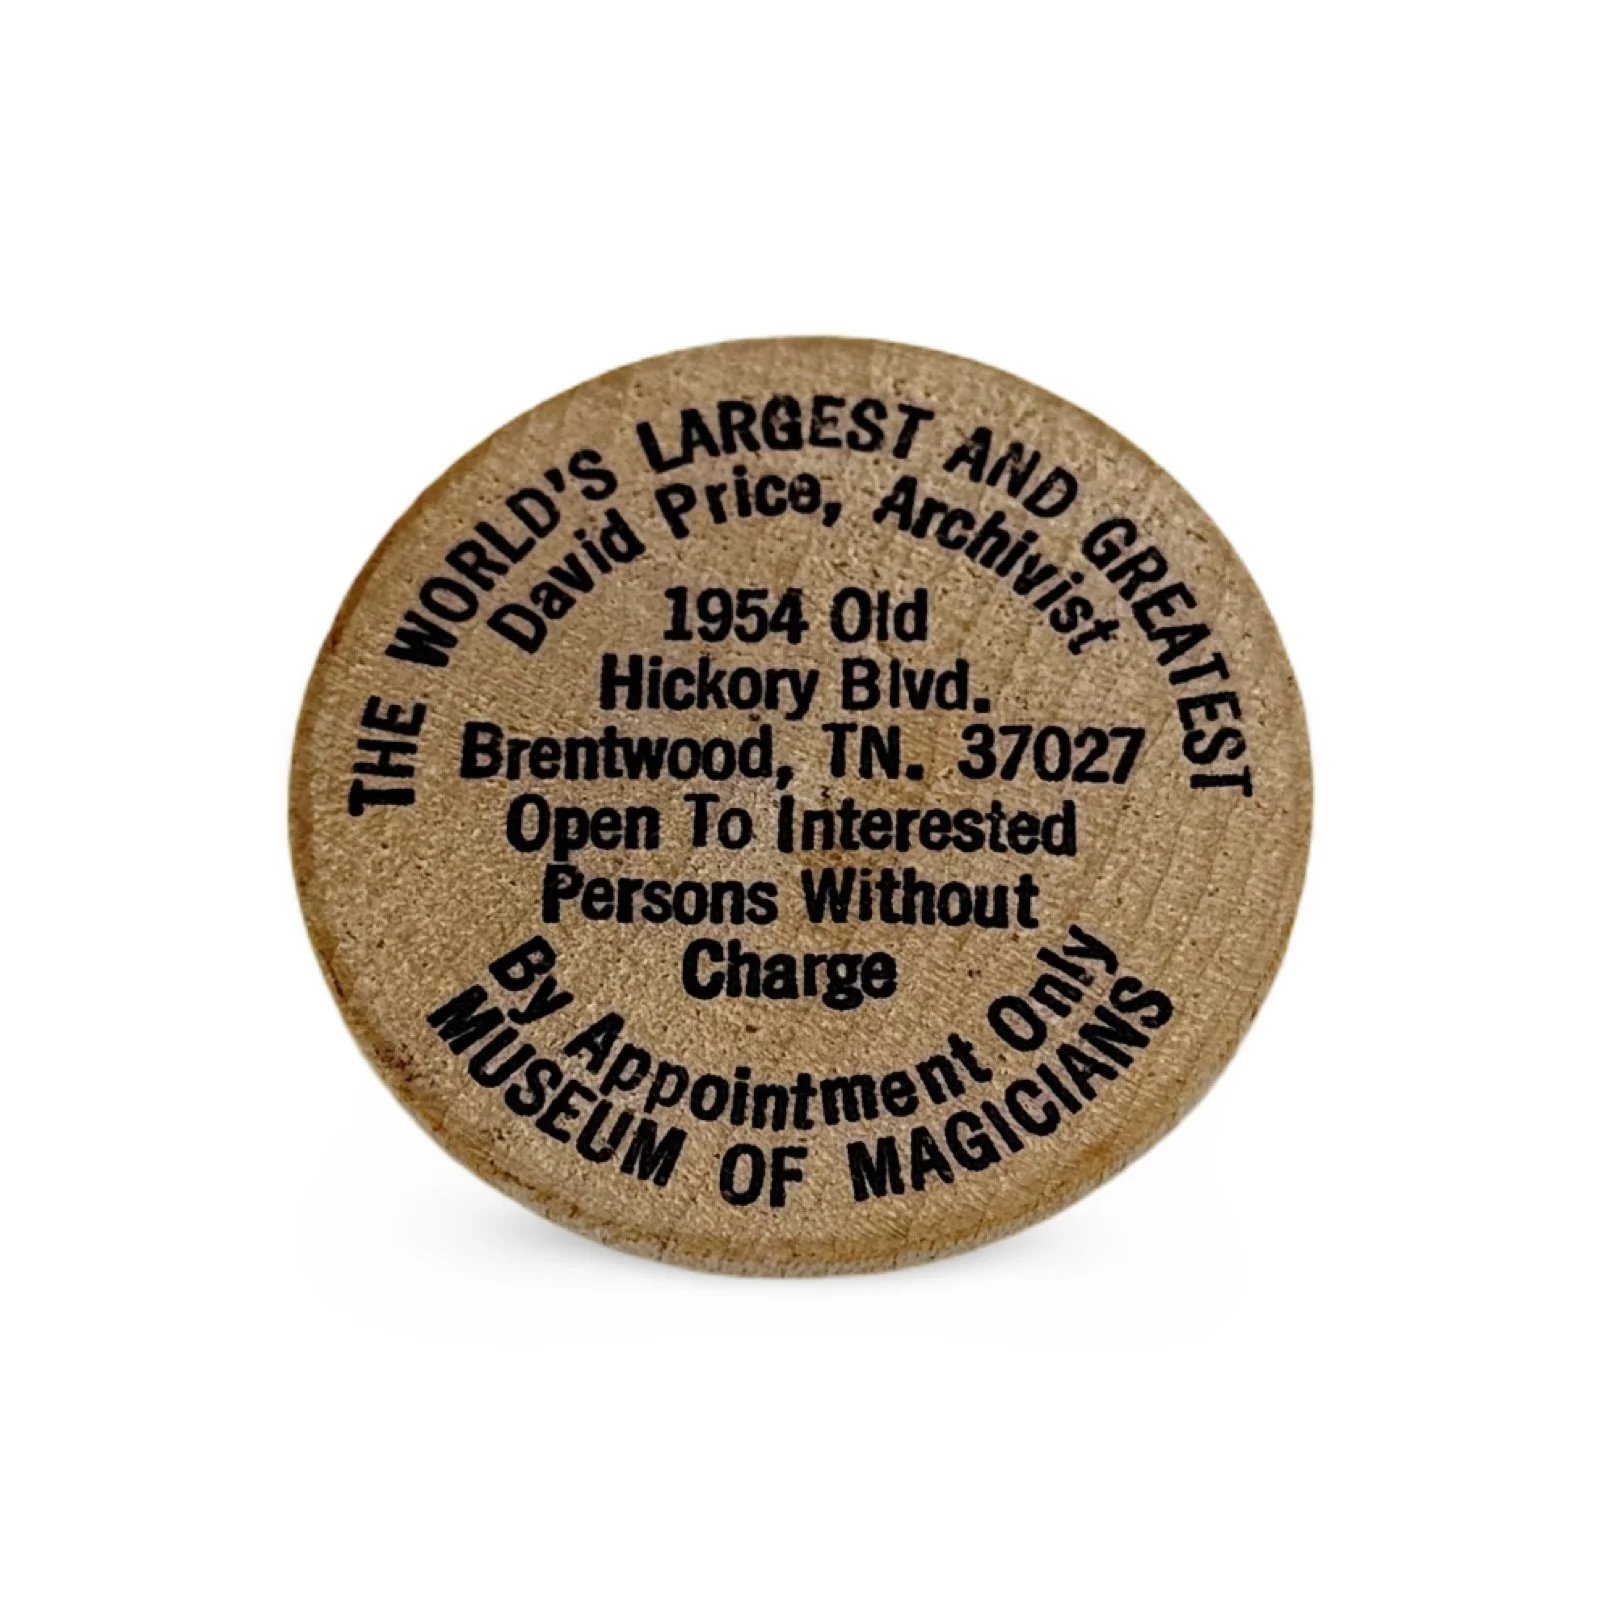 THE WORLD'S LARGEST AND GREATEST
David Price, Archivist
1954 Old
Hickory Blvd.
Brentwood, TN. 37027
Open To Interested
Persons Without
Charge
By Appointment Only
MUSEUM OF MAGICIANS